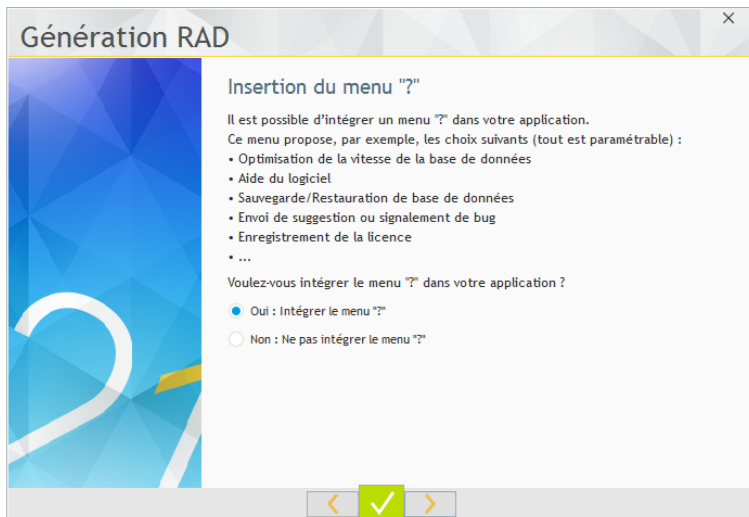 Génération RAD
Insertion du menu "?"
Il est possible d'intégrer un menu "?" dans votre application.
Ce menu propose, par exemple, les choix suivants (tout est paramétrable) :
• Optimisation de la vitesse de la base de données
• Aide du logiciel
• Sauvegarde/Restauration de base de données
• Envoi de suggestion ou signalement de bug
• Enregistrement de la licence
• ...
Voulez-vous intégrer le menu "?" dans votre application ?
Oui : Intégrer le menu "?"
Non : Ne pas intégrer le menu "?"
21